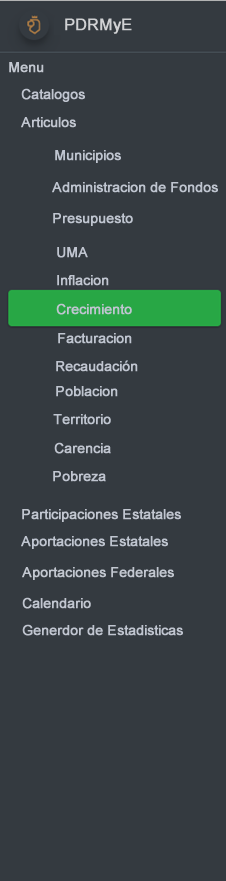 PDRMyE
Menu
Catalogos
Articulos
Municipios
Administracion de Fondos
Presupuesto
UMA
Inflacion
Crecimiento
Facturacion
Recaudación
Poblacion
Territorio
Carencia
Pobreza
Participaciones Estatales
Aportaciones Estatales
Aportaciones Federales
Calendario
Generdor de Estadisticas